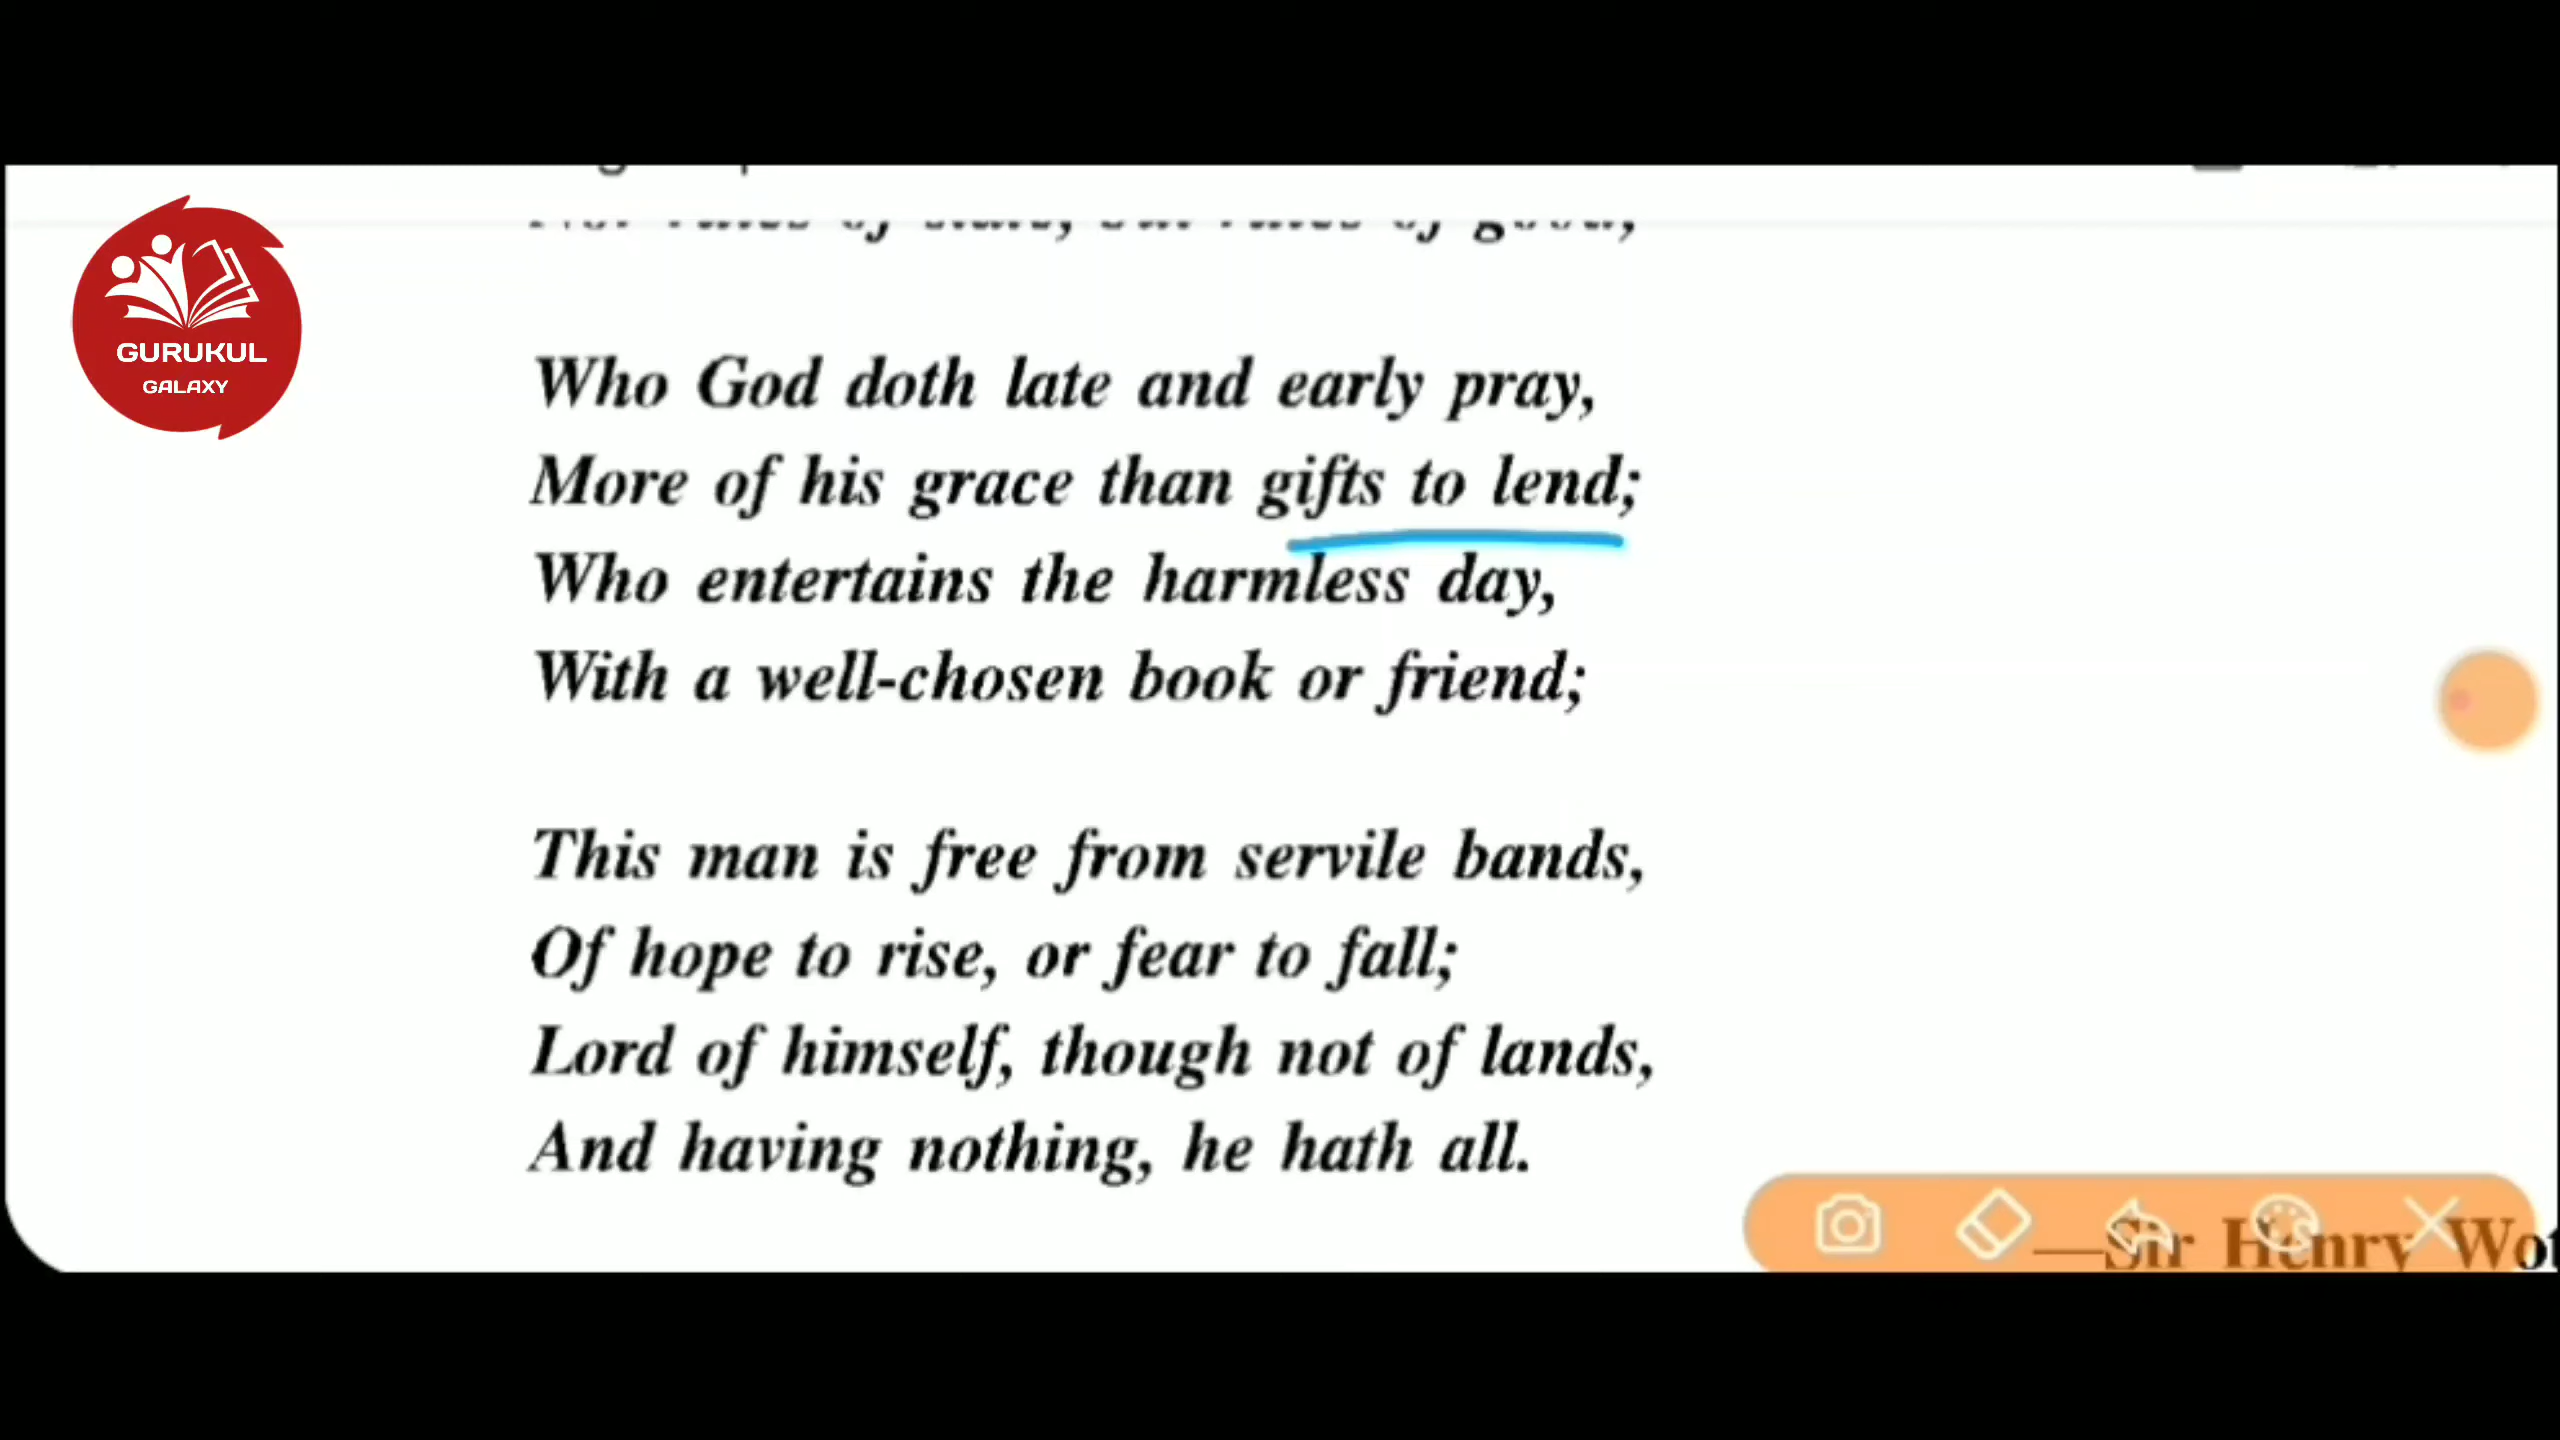 GURUKUL
GALAXY
Who God doth late and early pray,
More of his grace than gifts to lend;
Who entertains the harmless day,
With a well-chosen book or friend;
This man is free from servile bands,
Of hope to rise, or fear to fall;
Lord of himself, though not of lands,
And having nothing, he hath all.
—Sir Henry